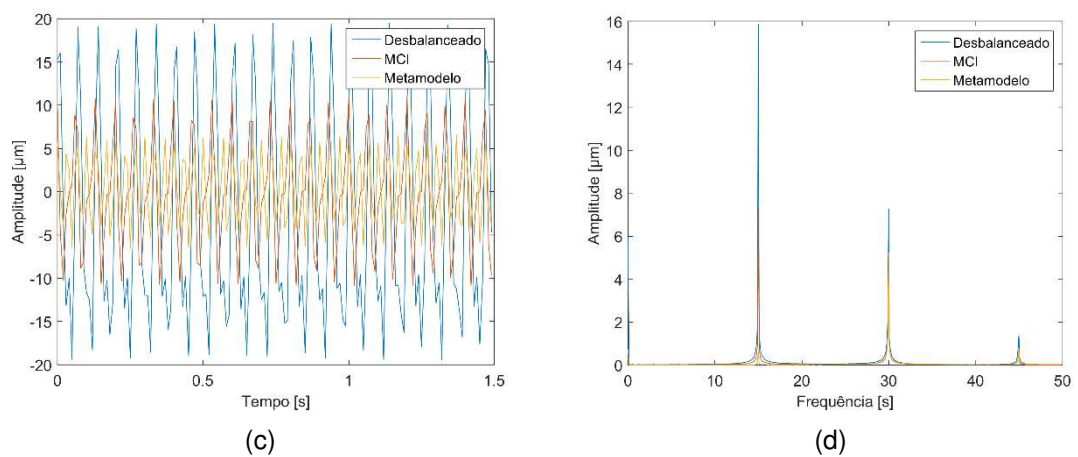 20
15
10
5
0
-5
-10
-15
-20
Amplitude [μm]
0
0.5
1
1.5
Tempo [s]
Desbalanceado
MCI
Metamodelo
(c)
16
14
12
10
8
6
4
2
0
Amplitude [μm]
0
10
20
30
40
50
Frequência [s]
Desbalanceado
MCI
Metamodelo
(d)